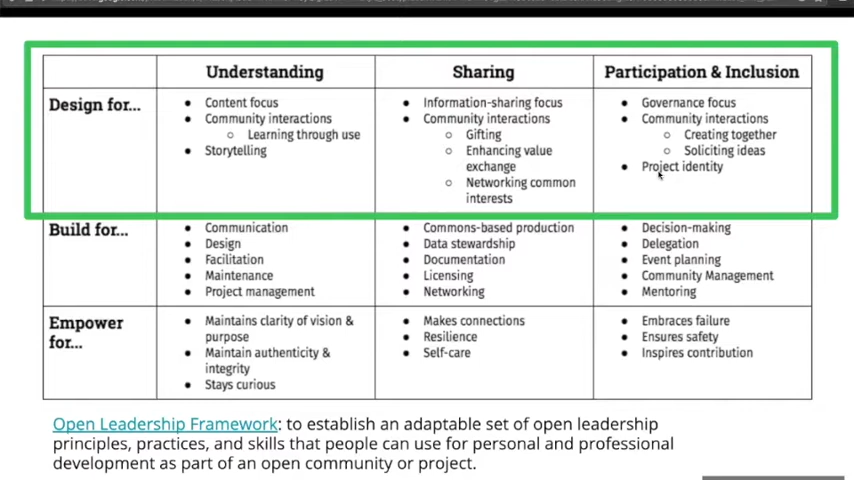 Understanding
Sharing
Participation & Inclusion
Design for...
Content focus
Community interactions
Learning through use
Storytelling
Information-sharing focus
Community interactions
Gifting
Enhancing value
exchange
Networking common
interests
Governance focus
Community interactions
Creating together
Soliciting ideas
Project identity
Build for...
Communication
Design
Facilitation
Maintenance
Project management
Commons-based production
Data stewardship
Documentation
Licensing
Networking
Decision-making
Delegation
Event planning
Community Management
Mentoring
Empower
for...
Maintains clarity of vision &
purpose
Maintain authenticity &
integrity
Stays curious
Makes connections
Resilience
Self-care
Embraces failure
Ensures safety
Inspires contribution
Open Leadership Framework: to establish an adaptable set of open leadership
principles, practices, and skills that people can use for personal and professional
development as part of an open community or project.